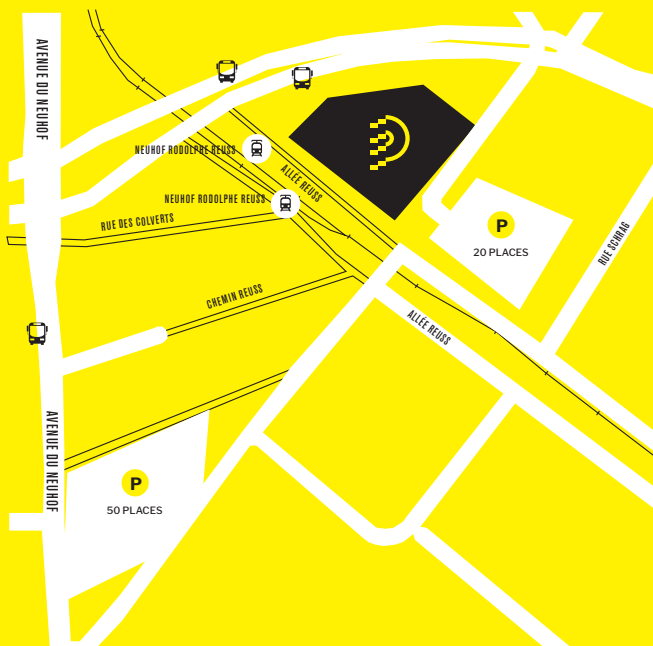 AVENUE DU NEUHOF
NEUHOF RODOLPHE REUSS
ALLÉE REUSS
NEUHOF RODOLPHE REUSS
RUE DES COLVERTS
P
20 PLACES
RUE SCHRAG
CHEMIN REUSS
ALLÉE REUSS
AVENUE DU NEUHOF
P
50 PLACES